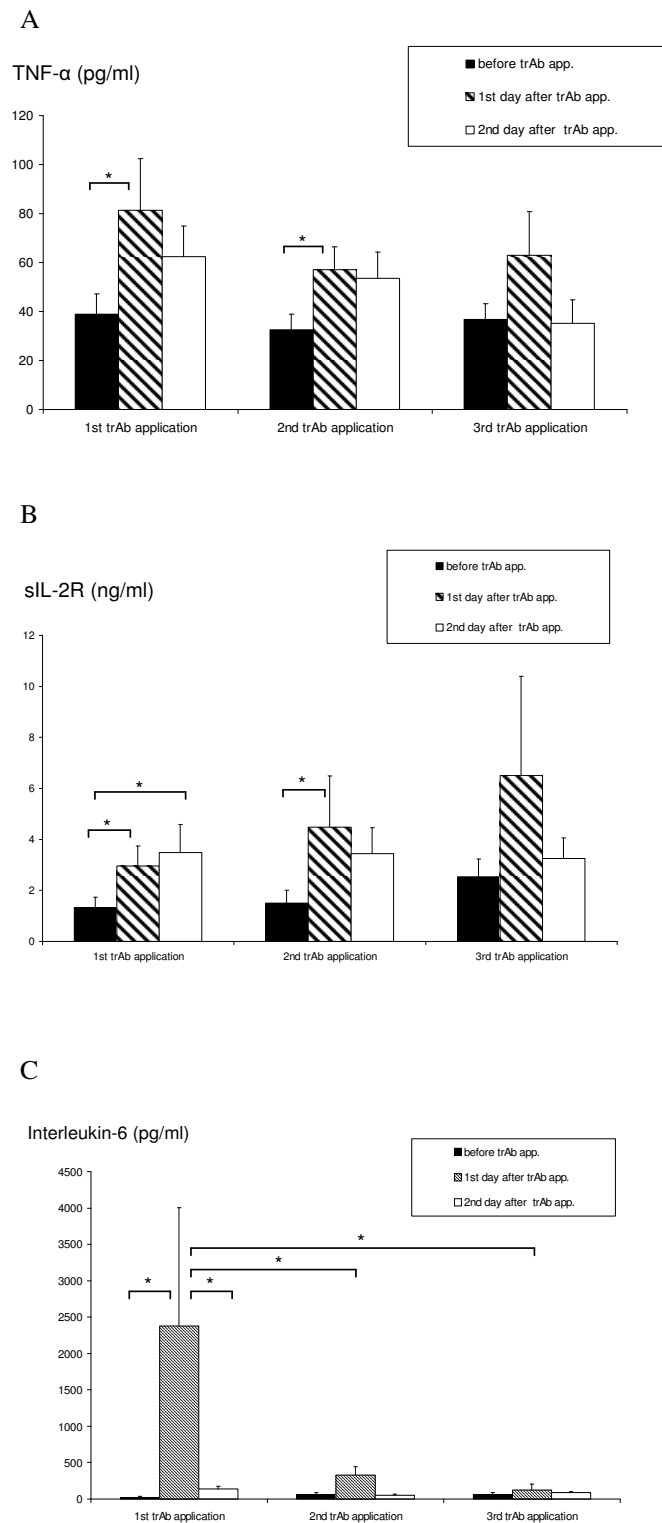 A
TNF-α (pg/ml)
before trAb app.
1st day after trAb app.
2nd day after trAb app.
120
100
80
60
40
20
0
*
*
1st trAb application 2nd trAb application 3rd trAb application
B
sIL-2R (ng/ml)
before trAb app.
1st day after trAb app.
2nd day after trAb app.
12
10
8
6
4
2
0
*
*
*
1st trAb application 2nd trAb application 3rd trAb application
C
Interleukin-6 (pg/ml)
before trAb app.
1st day after trAb app.
2nd day after trAb app.
4500
4000
3500
3000
2500
2000
1500
1000
500
0
*
*
*
*
1st trAb application 2nd trAb application 3rd trAb application